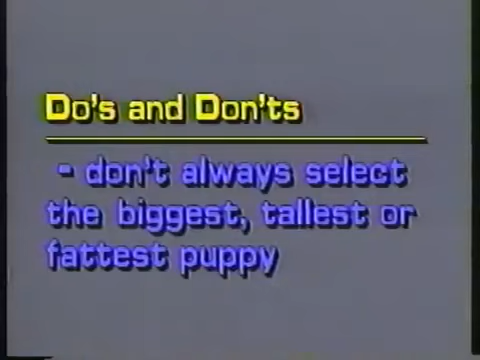 Do's and Don'ts
- don't always select
the biggest, tallest or
fattest puppy